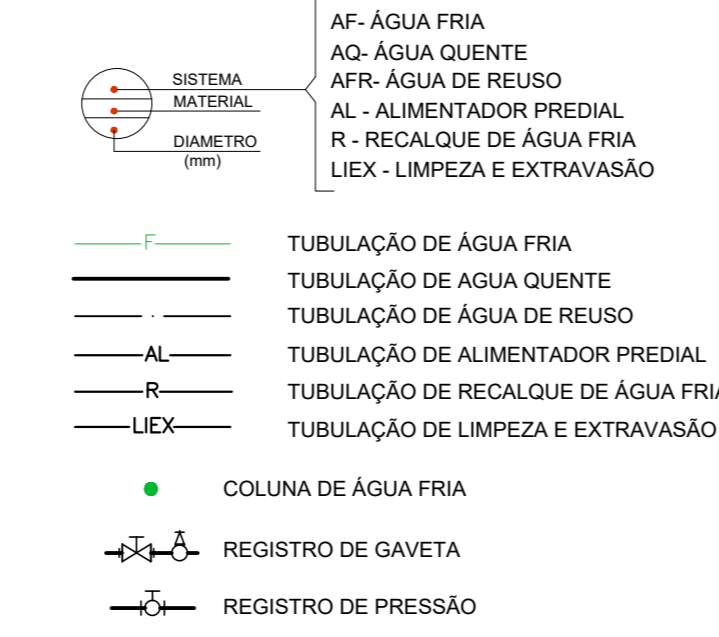 SISTEMA
MATERIAL
DIAMETRO
(mm)
AF- ÁGUA FRIA
AQ- ÁGUA QUENTE
AFR- ÁGUA DE REUSO
AL - ALIMENTADOR PREDIAL
R - RECALQUE DE ÁGUA FRIA
LIEX - LIMPEZA E EXTRAVASÃO
F TUBULAÇÃO DE ÁGUA FRIA
TUBULAÇÃO DE AGUA QUENTE
TUBULAÇÃO DE ÁGUA DE REUSO
AL TUBULAÇÃO DE ALIMENTADOR PREDIAL
R TUBULAÇÃO DE RECALQUE DE ÁGUA FRIA
LIEX TUBULAÇÃO DE LIMPEZA E EXTRAVASÃO
COLUNA DE ÁGUA FRIA
REGISTRO DE GAVETA
REGISTRO DE PRESSÃO